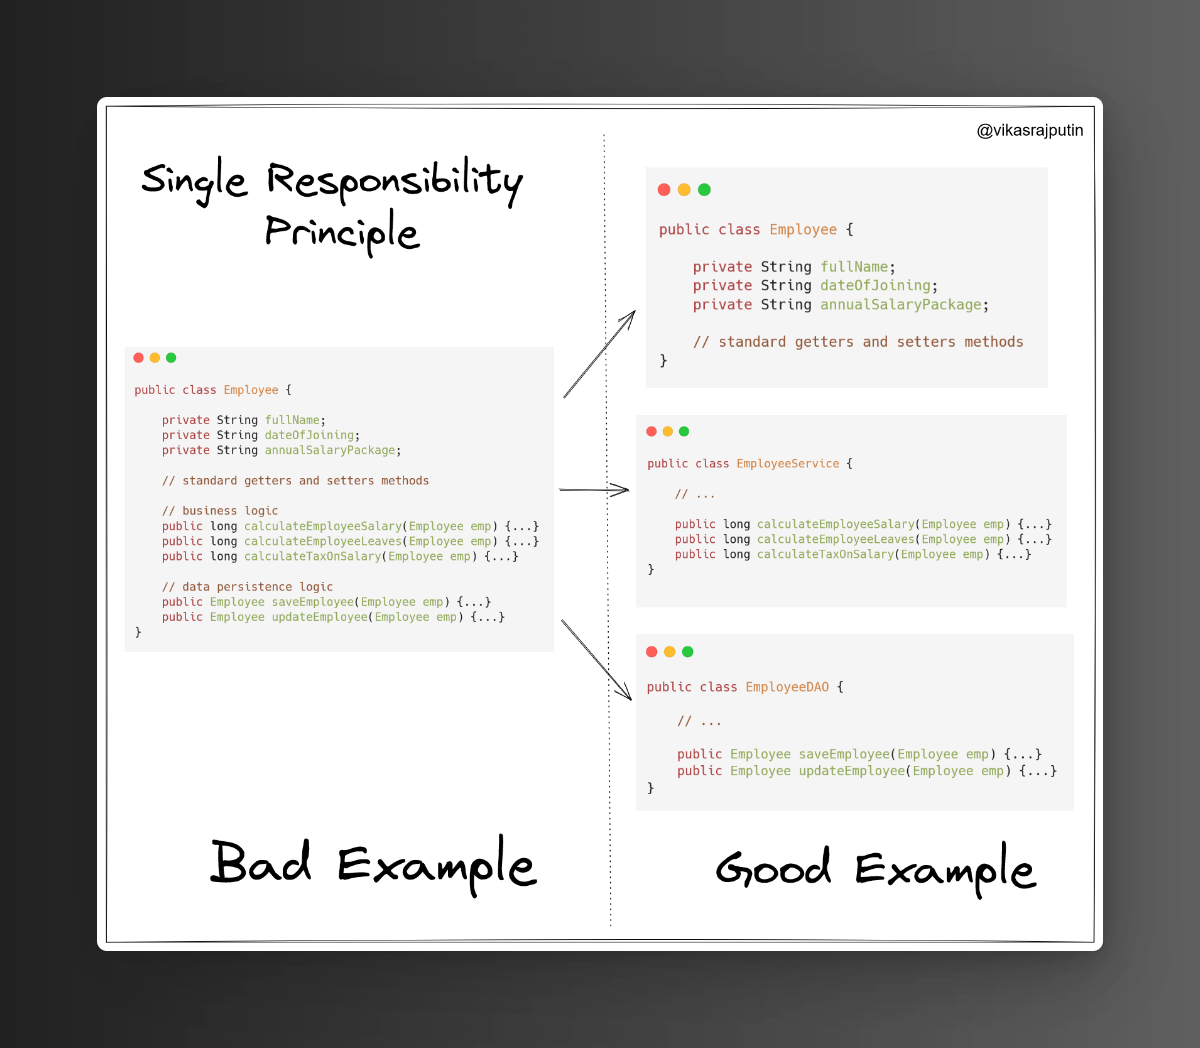 @vikasrajputin
Single Responsibility
Principle
public class Employee {
private String fullName;
private String dateOfJoining;
private String annualSalaryPackage;
// standard getters and setters methods
// business logic
public long calculateEmployeeSalary(Employee emp) {...}
public long calculateEmployeeLeaves(Employee emp) {...}
public long calculateTaxOnSalary(Employee emp) {...}
// data persistence logic
public Employee saveEmployee(Employee emp) {...}
public Employee updateEmployee(Employee emp) {...}
}
Bad Example
public class Employee {
private String fullName;
private String dateOfJoining;
private String annualSalaryPackage;
// standard getters and setters methods
}
public class EmployeeService {
// ...
public long calculateEmployeeSalary(Employee emp) {...}
public long calculateEmployeeLeaves(Employee emp) {...}
public long calculateTaxOnSalary(Employee emp) {...}
}
public class EmployeeDAO {
// ...
public Employee saveEmployee(Employee emp) {...}
public Employee updateEmployee(Employee emp) {...}
}
Good Example